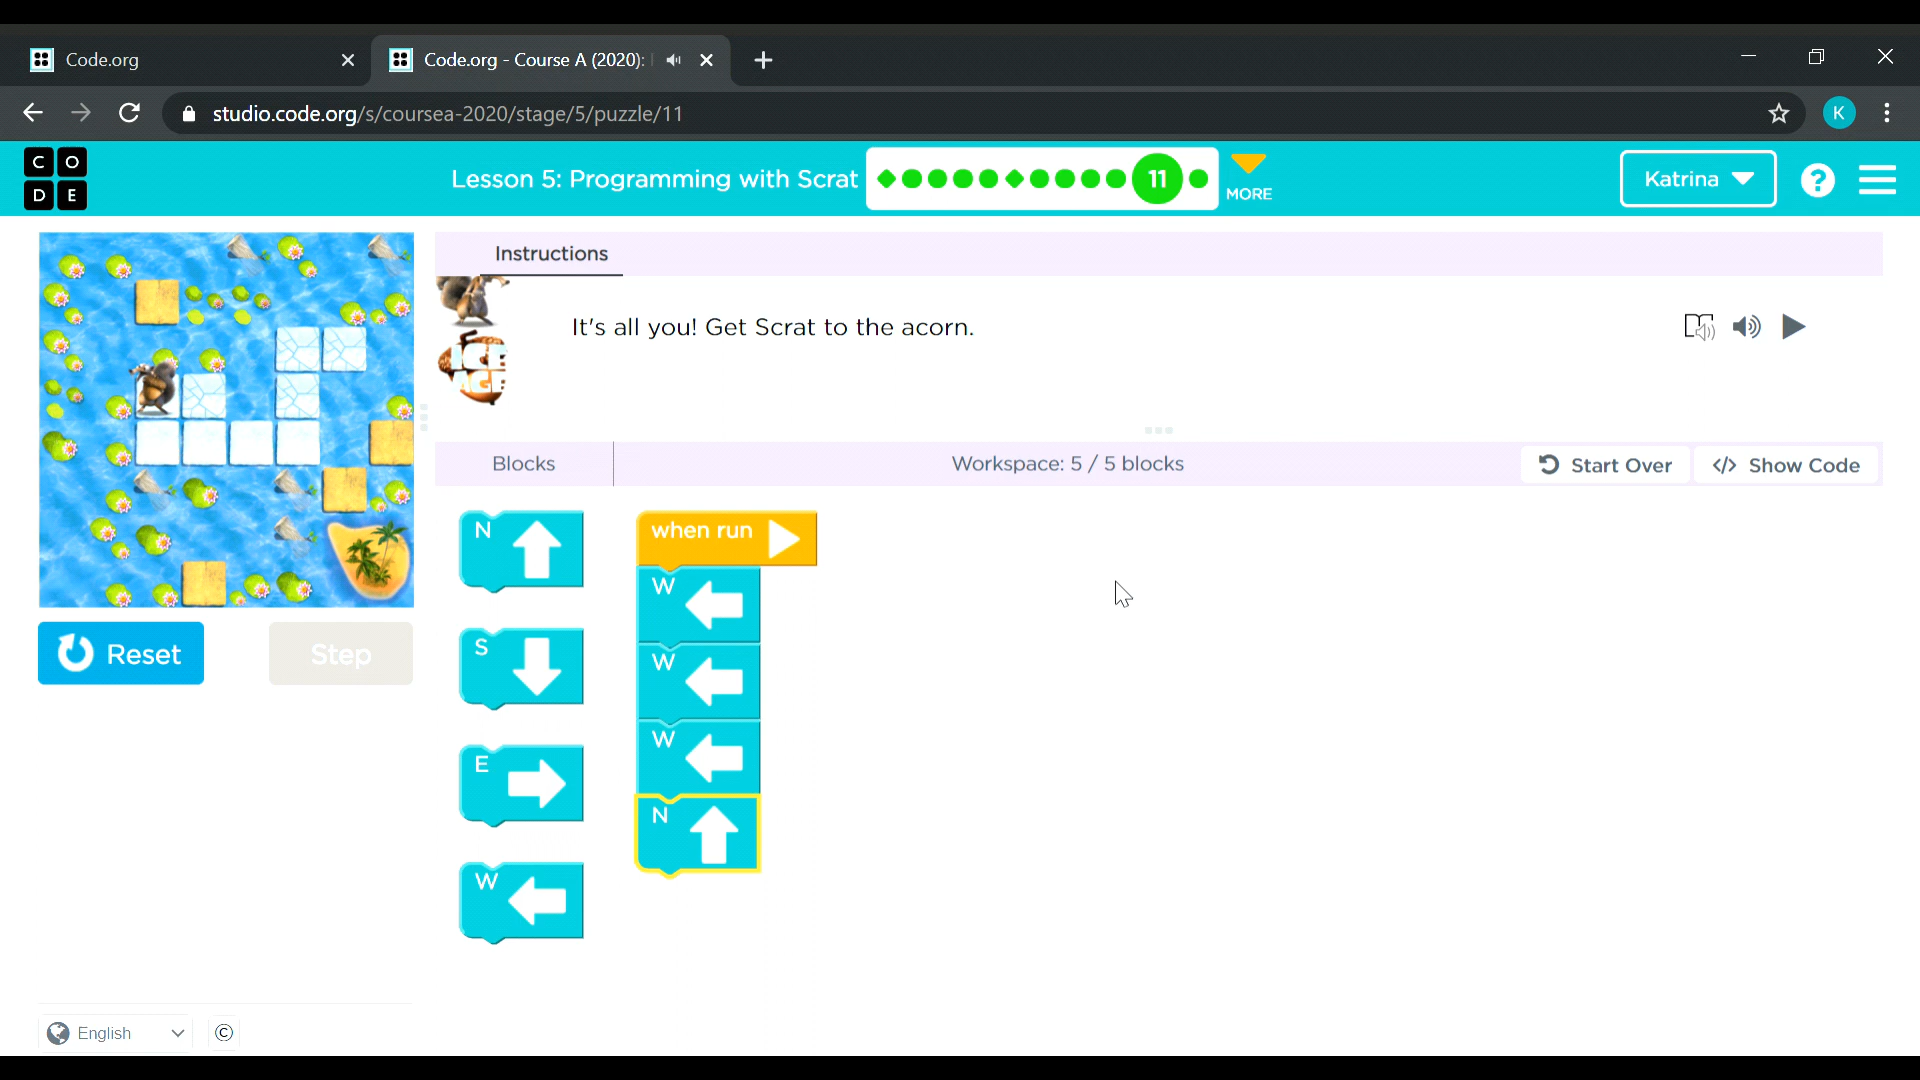 Code.org
Code.org - Course A (2020):
studio.code.org/s/coursea-2020/stage/5/puzzle/11
K
C O
D E
Lesson 5: Programming with Scrat
11
MORE
Katrina
?
Instructions
It's all you! Get Scrat to the acorn.
ICE
AGE
Blocks
Workspace: 5 / 5 blocks
Start Over
</> Show Code
N
S
E
W
when run
W
W
W
N
Reset
Step
English
©